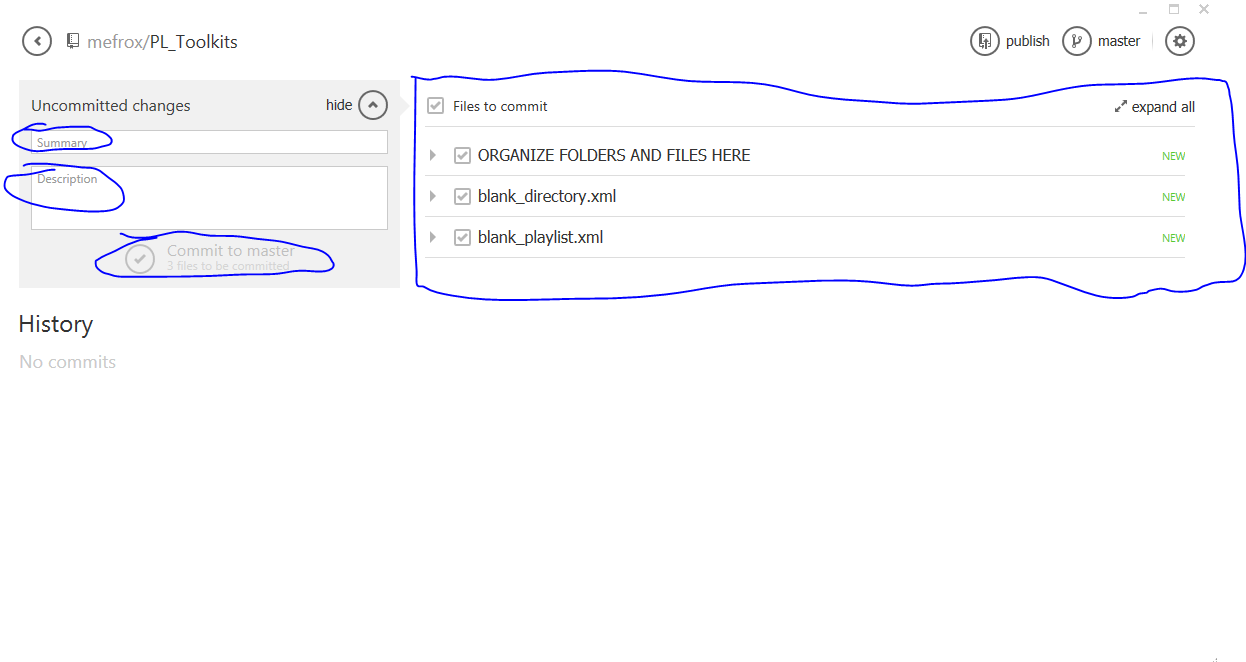 mefrox/PL_Toolkits
publish
master
Uncommitted changes
hide
Summary
Description
Commit to master
3 files to be committed
Files to commit
expand all
ORGANIZE FOLDERS AND FILES HERE
NEW
blank_directory.xml
NEW
blank_playlist.xml
NEW
History
No commits